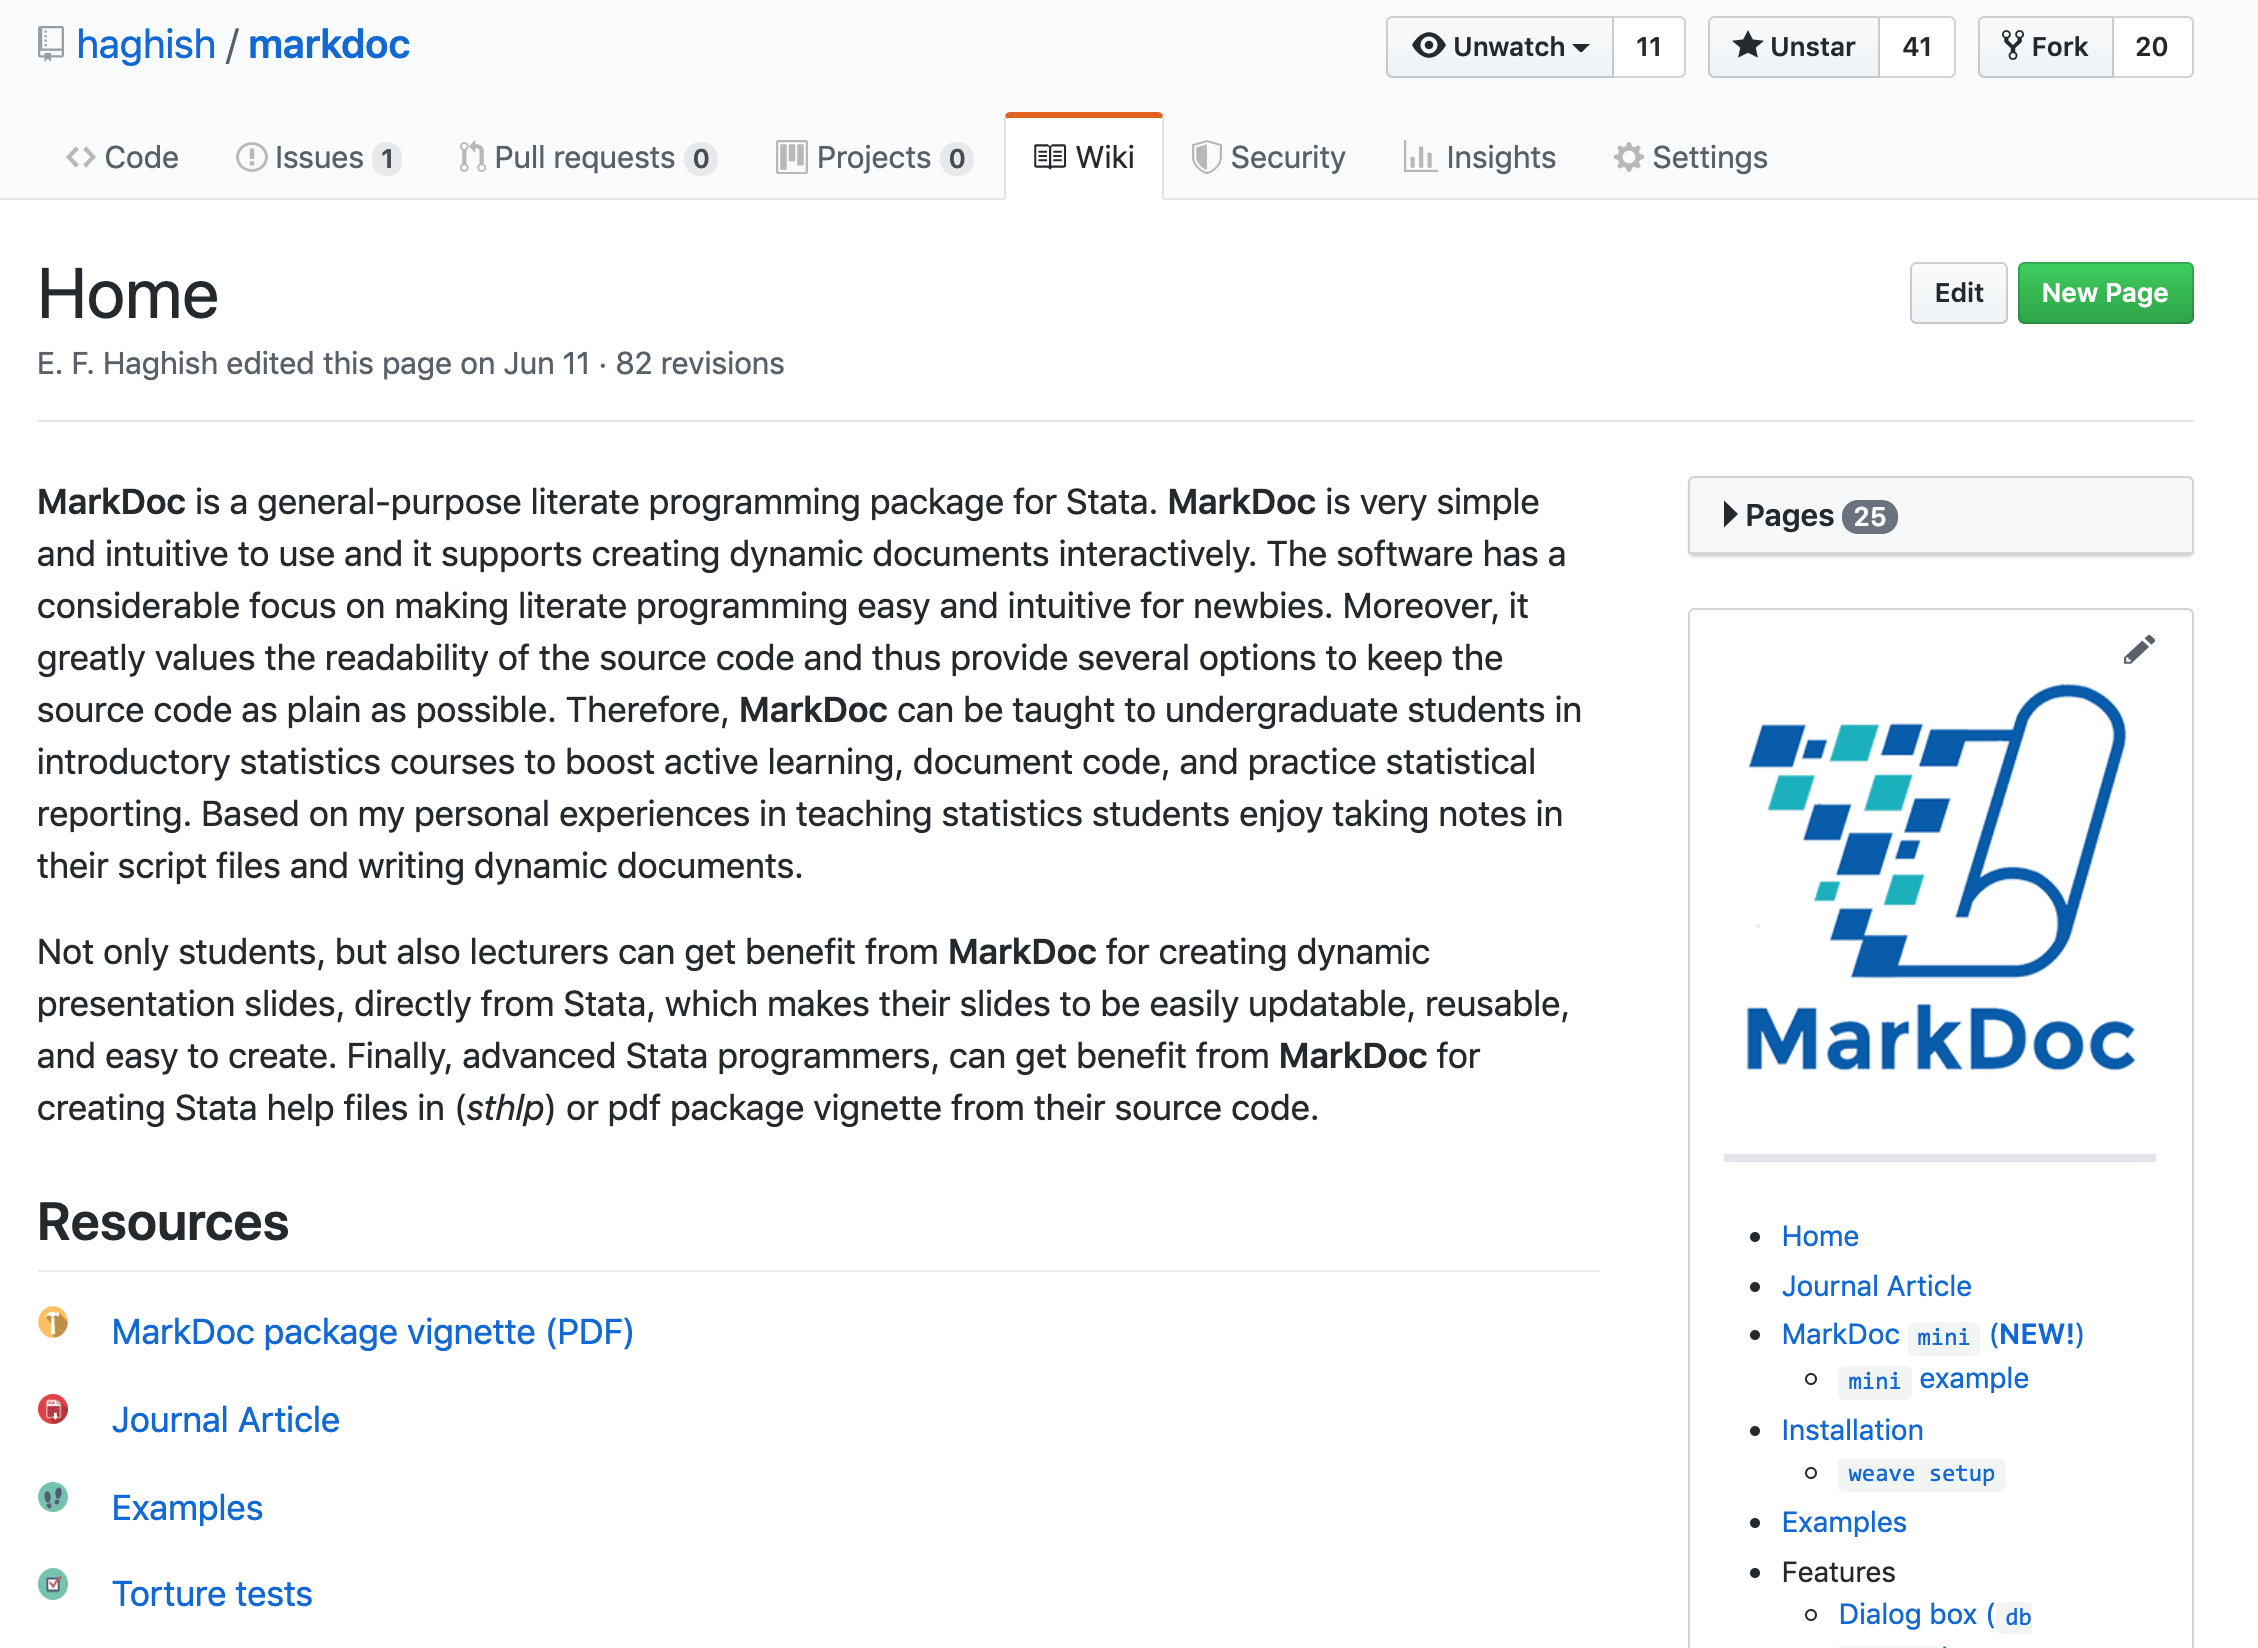 haghish / markdoc
Unwatch 11
Unstar 41
Fork 20
Code
Issues 1
Pull requests 0
Projects 0
Wiki
Security
Insights
Settings
Home
Edit
New Page
E. F. Haghish edited this page on Jun 11 · 82 revisions
MarkDoc is a general-purpose literate programming package for Stata. MarkDoc is very simple
and intuitive to use and it supports creating dynamic documents interactively. The software has a
considerable focus on making literate programming easy and intuitive for newbies. Moreover, it
greatly values the readability of the source code and thus provide several options to keep the
source code as plain as possible. Therefore, MarkDoc can be taught to undergraduate students in
introductory statistics courses to boost active learning, document code, and practice statistical
reporting. Based on my personal experiences in teaching statistics students enjoy taking notes in
their script files and writing dynamic documents.
Not only students, but also lecturers can get benefit from MarkDoc for creating dynamic
presentation slides, directly from Stata, which makes their slides to be easily updatable, reusable,
and easy to create. Finally, advanced Stata programmers, can get benefit from MarkDoc for
creating Stata help files in (sthlp) or pdf package vignette from their source code.
Resources
MarkDoc package vignette (PDF)
Journal Article
Examples
Torture tests
Pages 25
MarkDoc
Home
Journal Article
MarkDoc mini (NEW!)
mini example
Installation
weave setup
Examples
Features
Dialog box ( db